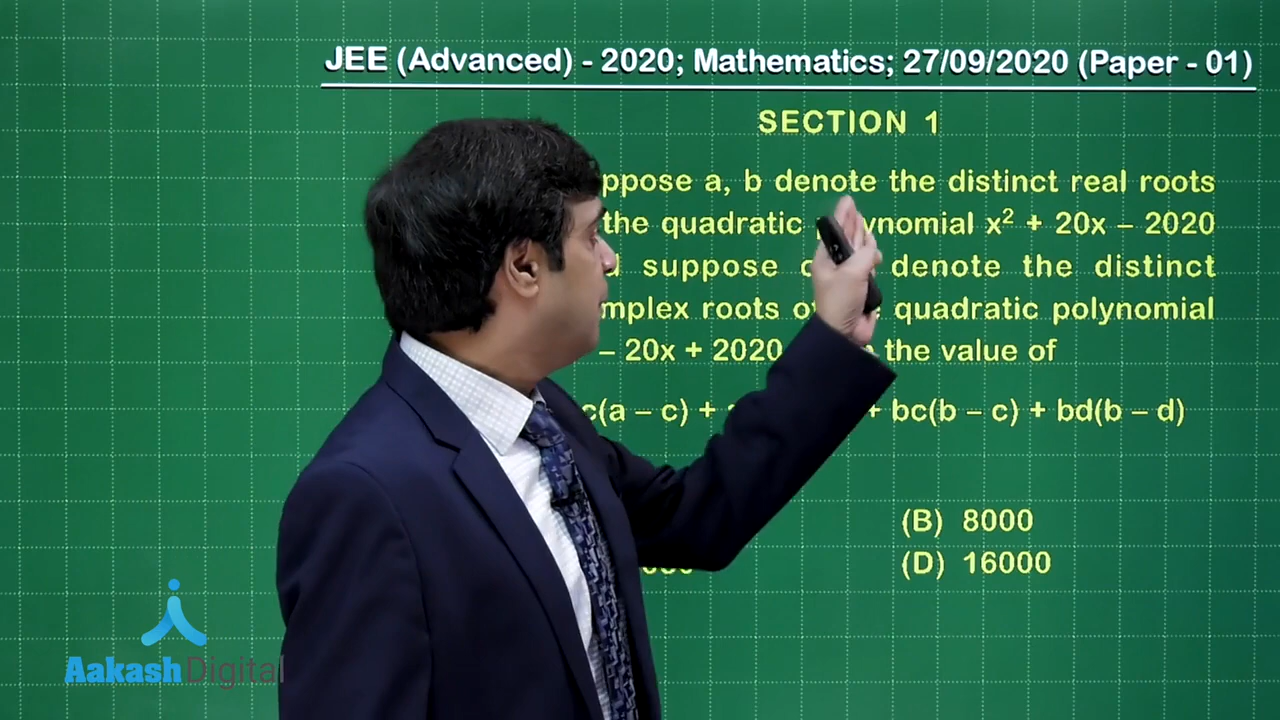 JEE (Advanced) - 2020; Mathematics; 27/09/2020 (Paper - 01)
SECTION 1
ppose a, b denote the distinct real roots
the quadratic ynomial x² + 20x – 2020
suppose denote the distinct
mplex roots quadratic polynomial
– 20x + 2020 the value of
c(a – c) + + bc(b – c) + bd(b – d)
(B) 8000
(D) 16000
Aakash Digital